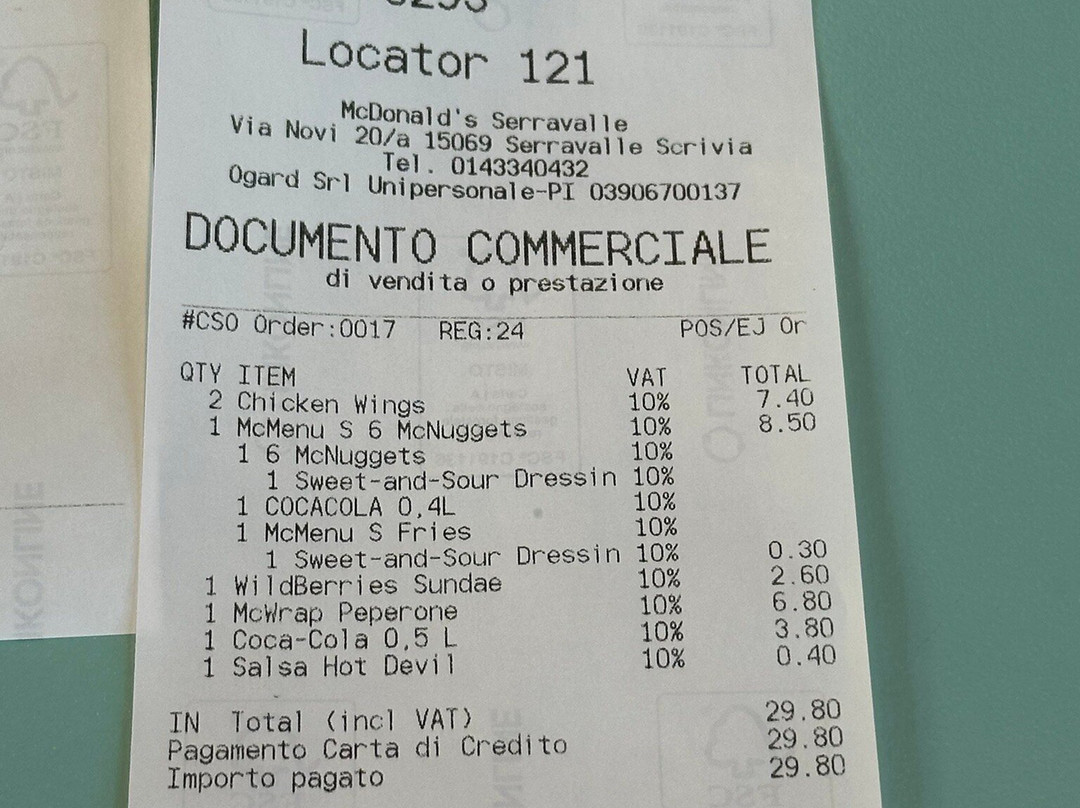 Locator 121
McDonald's Serravalle
Via Novi 20/a 15069 Serravalle Scrivia
Tel. 0143340432
Ogard Srl Unipersonale-PI 03906700137
DOCUMENTO COMMERCIALE
di vendita o prestazione
#CSO Order:0017 REG:24 POS/EJ Or
QTY ITEM VAT TOTAL
2 Chicken Wings 10% 7.40
1 McMenu S 6 McNuggets 10% 8.50
1 6 McNuggets 10%
1 Sweet-and-Sour Dressin 10%
1 COCACOLA 0,4L 10%
1 McMenu S Fries 10%
1 Sweet-and-Sour Dressin 10% 0.30
1 WildBerries Sundae 10% 2.60
1 McWrap Peperone 10% 6.80
1 Coca-Cola 0,5 L 10% 3.80
1 Salsa Hot Devil 10% 0.40
IN Total (incl VAT) 29.80
Pagamento Carta di Credito 29.80
Importo pagato 29.80